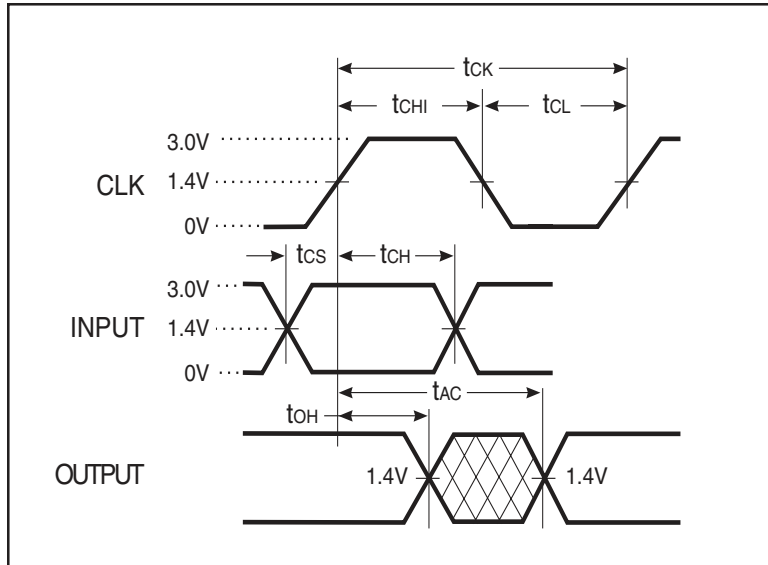 tCK
tCHI tCL
3.0V
CLK 1.4V
0V
tCS tCH
3.0V
INPUT 1.4V
0V
tAC
tOH
OUTPUT 1.4V 1.4V